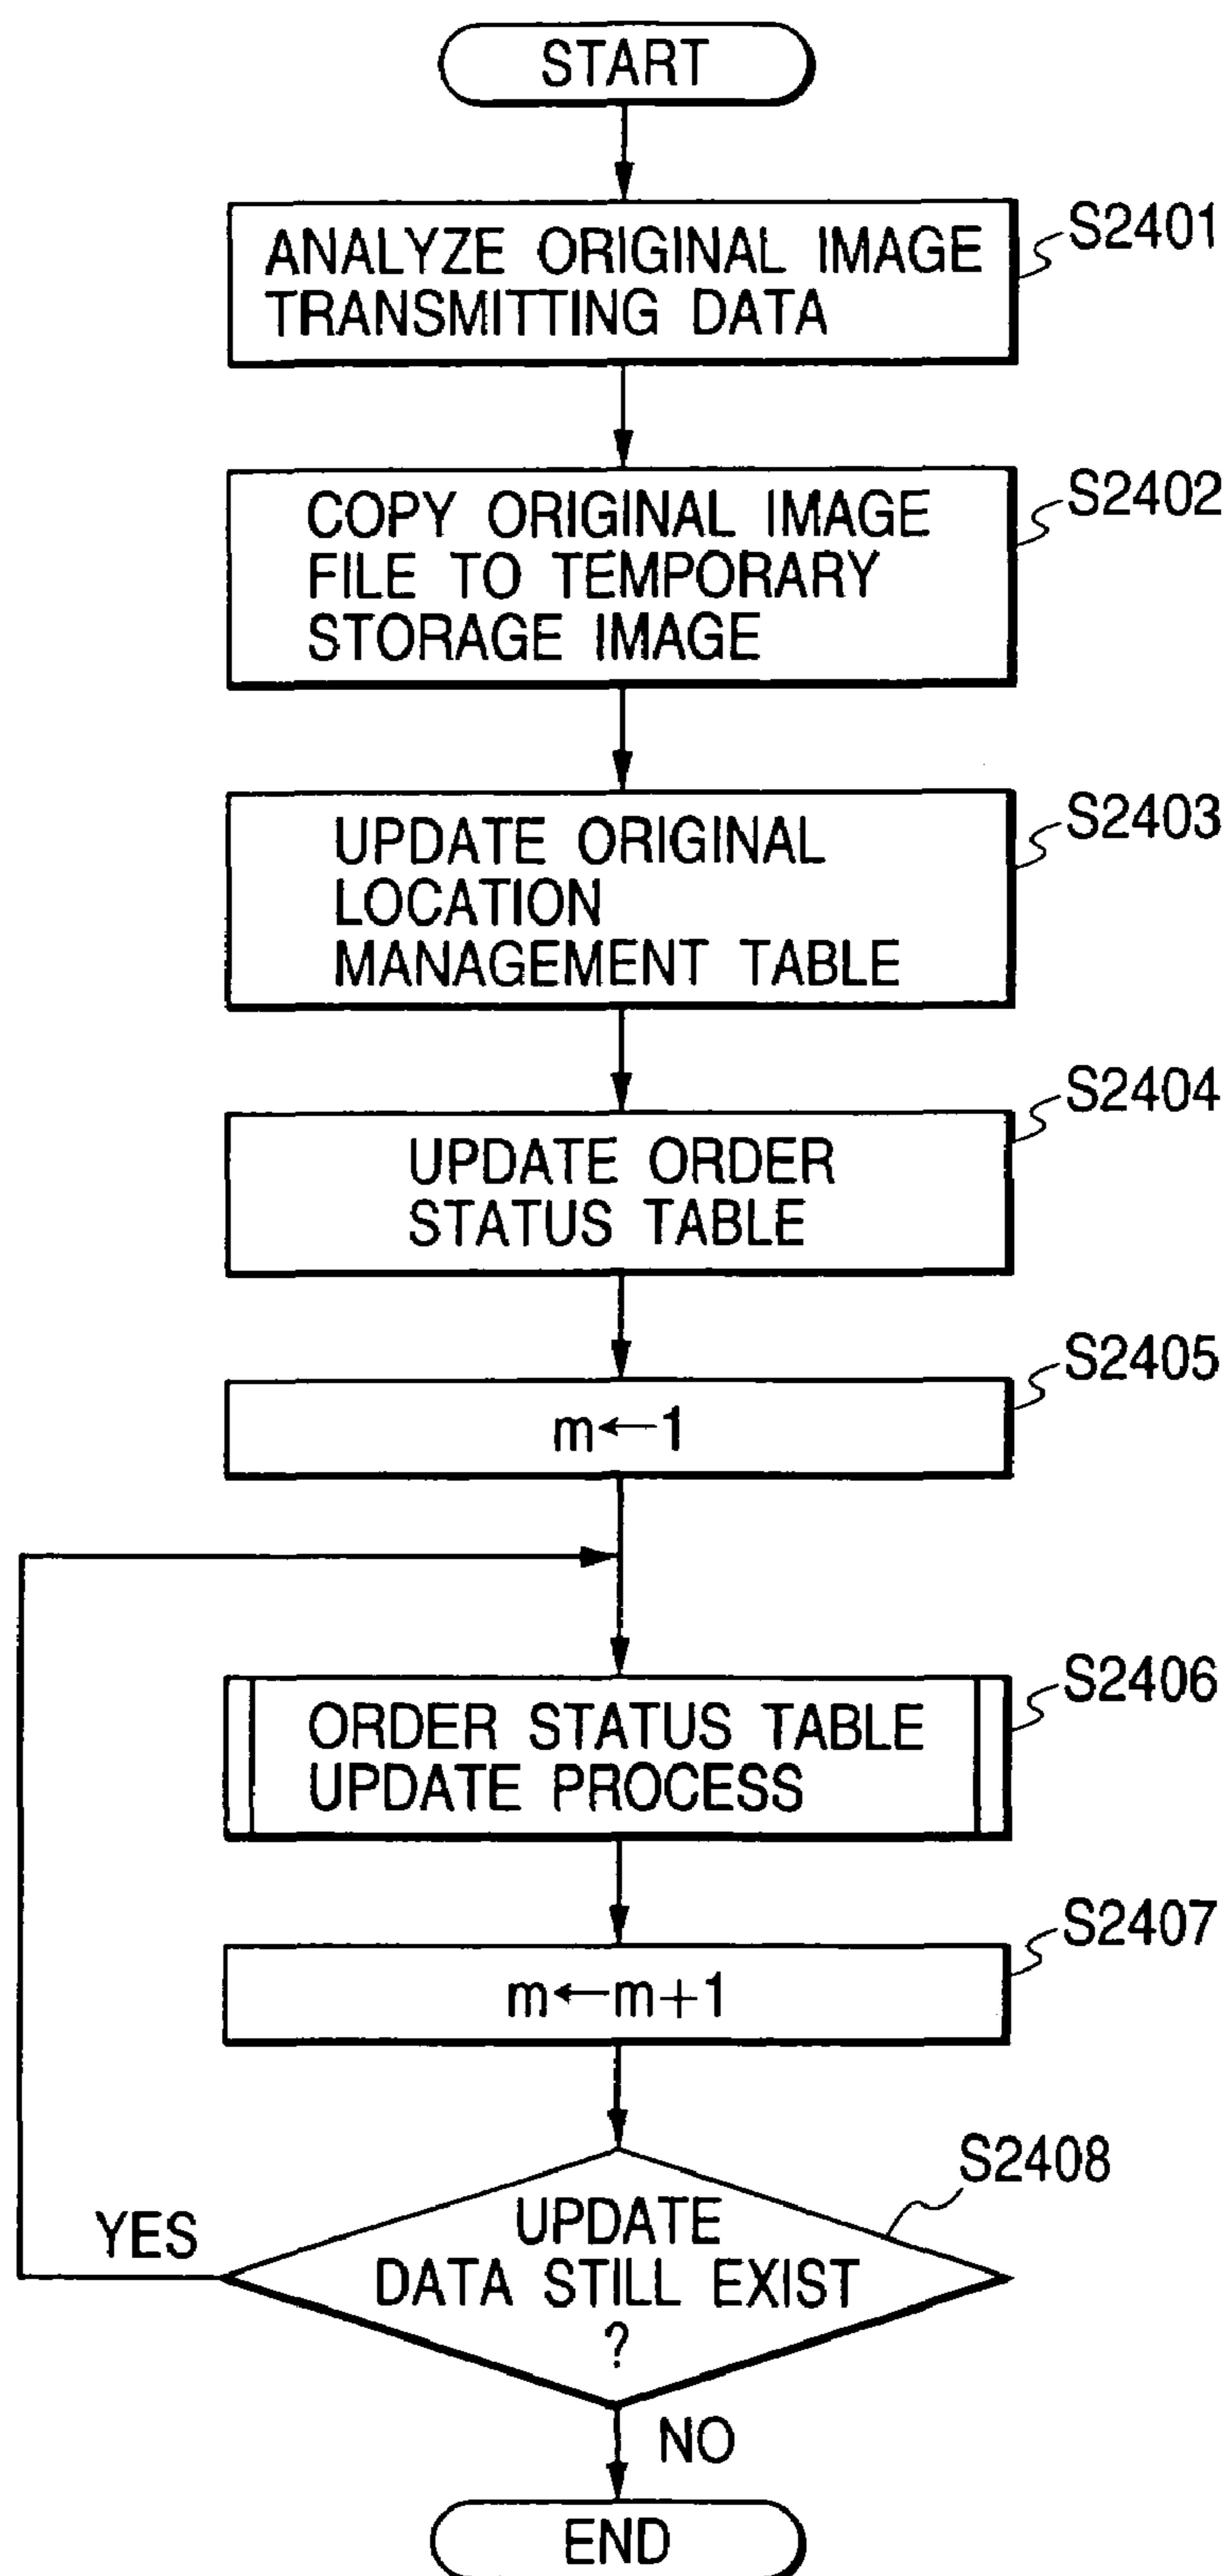 START
ANALYZE ORIGINAL IMAGE
TRANSMITTING DATA
S2401
COPY ORIGINAL IMAGE
FILE TO TEMPORARY
STORAGE IMAGE
S2402
UPDATE ORIGINAL
LOCATION
MANAGEMENT TABLE
S2403
UPDATE ORDER
STATUS TABLE
S2404
m←1
S2405
ORDER STATUS TABLE
UPDATE PROCESS
S2406
m←m+1
S2407
UPDATE
DATA STILL EXIST
?
S2408
YES
NO
END